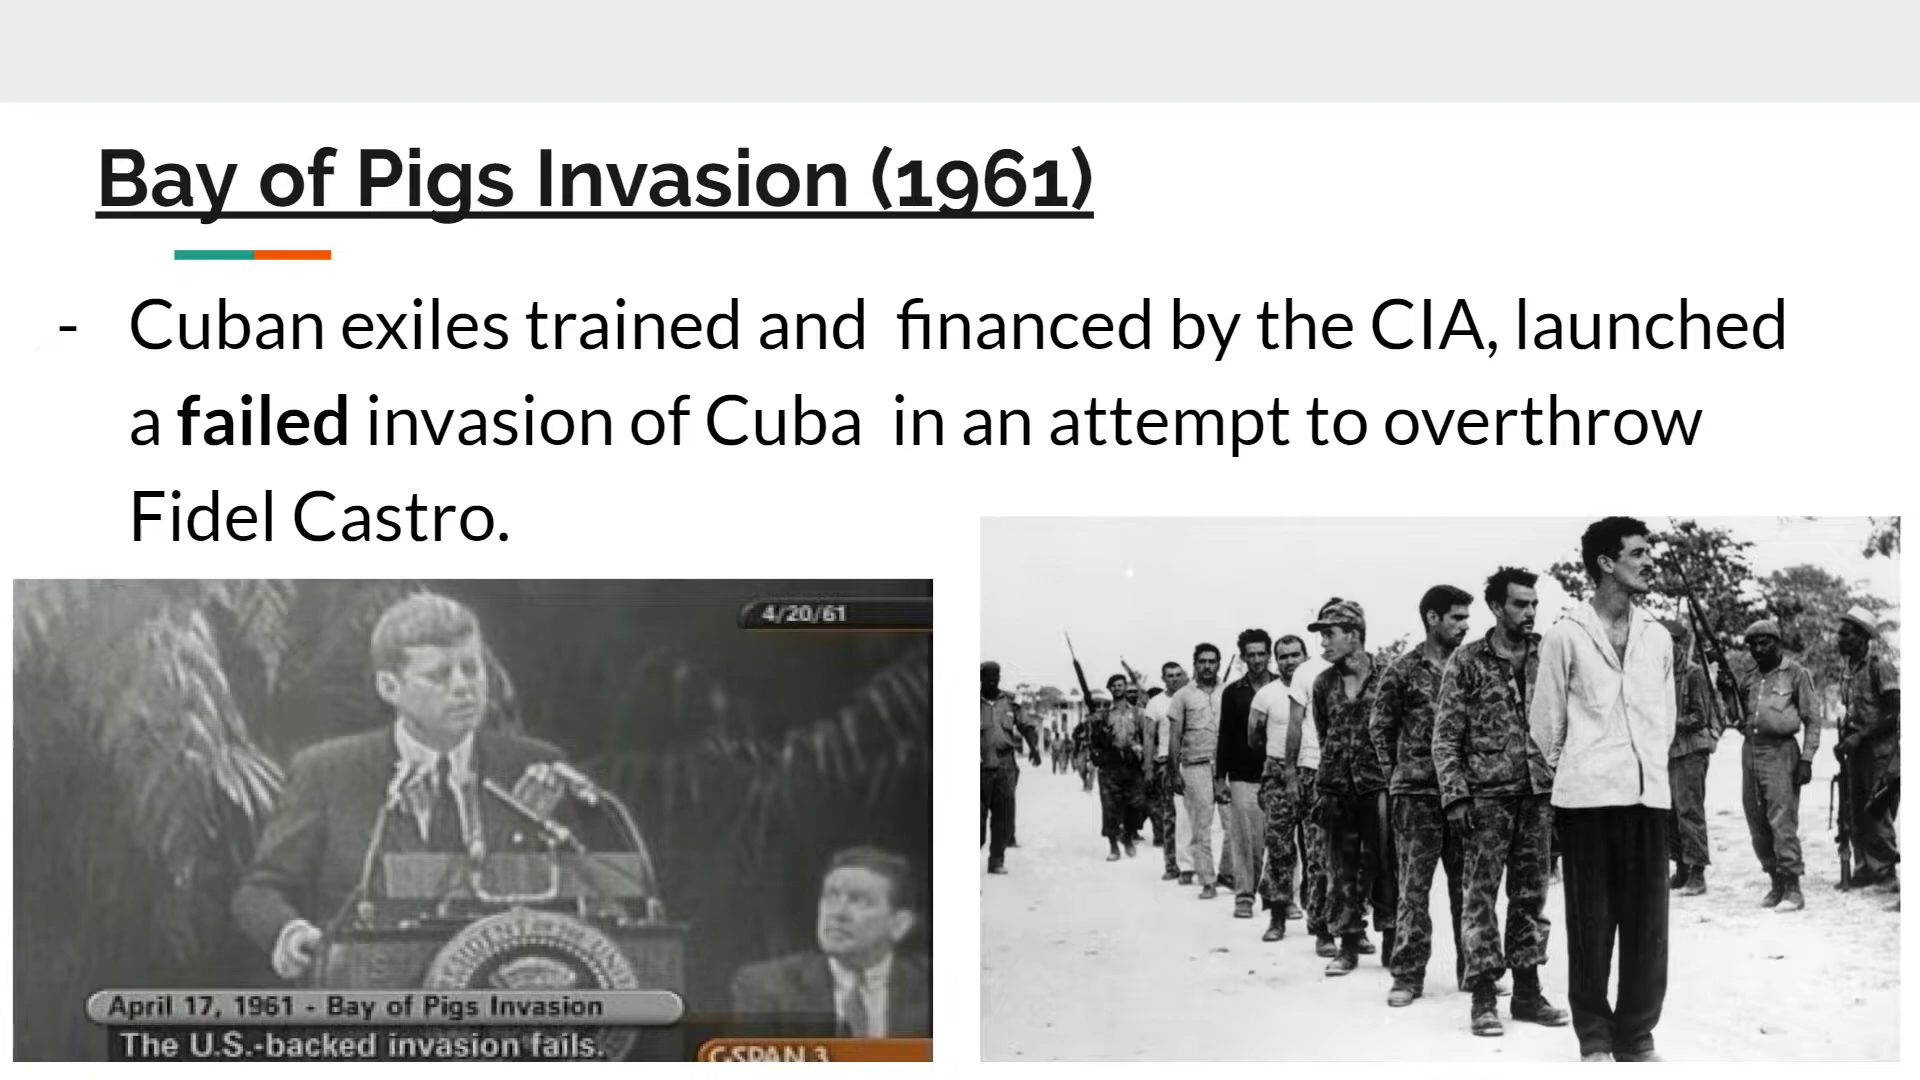 Bay of Pigs Invasion (1961)
- Cuban exiles trained and financed by the CIA, launched
a failed invasion of Cuba in an attempt to overthrow
Fidel Castro.
4/20/61
April 17, 1961 - Bay of Pigs Invasion
The U.S.-backed invasion fails.
C-SPAN 3